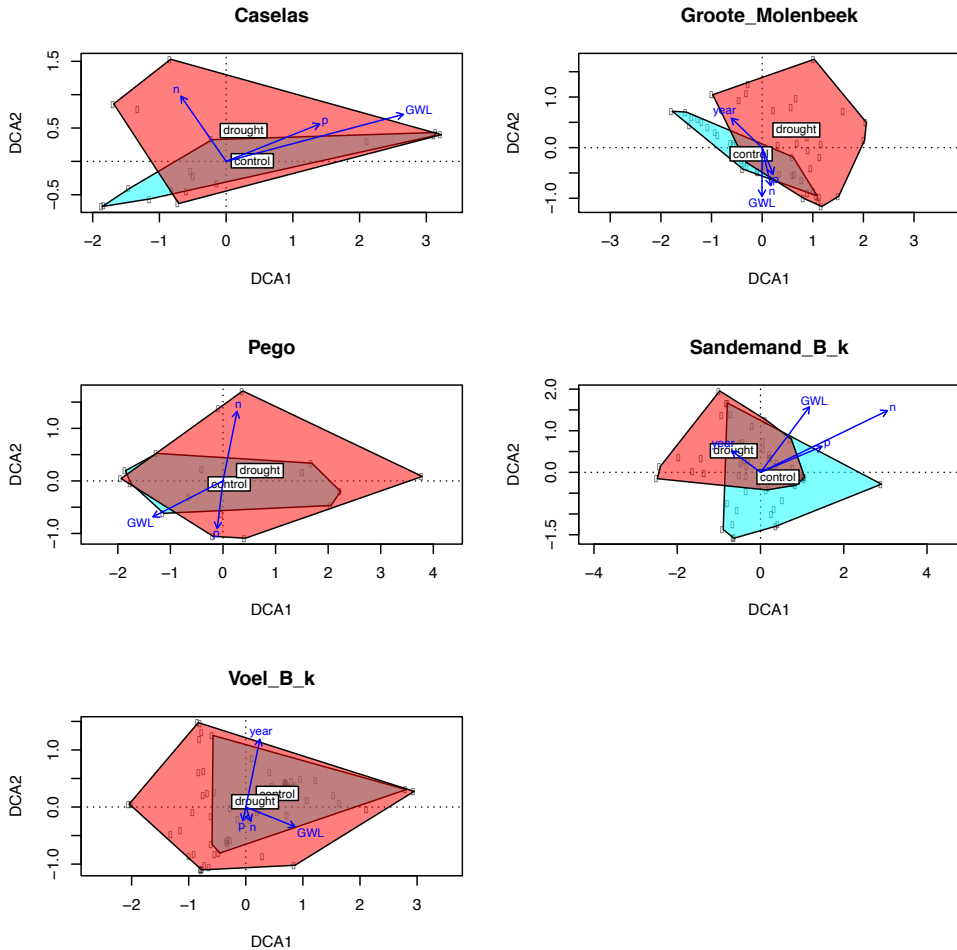 Caselas
DCA2
1.5
0.5
−0.5
n
p
GWL
drought
control
−2 −1 0 1 2 3
DCA1
Groote_Molenbeek
DCA2
1.0
0.0
−1.0
year
drought
control
n
GWL
−3 −2 −1 0 1 2 3
DCA1
Pego
DCA2
1.0
0.0
−1.0
n
drought
control
GWL
p
−2 −1 0 1 2 3 4
DCA1
Sandemand_B_k
DCA2
2.0
0.0
−1.5
GWL
n
year
p
drought
control
−4 −2 0 2 4
DCA1
Voel_B_k
DCA2
1.0
0.0
−1.0
year
control
drought
p n
GWL
−2 −1 0 1 2 3
DCA1